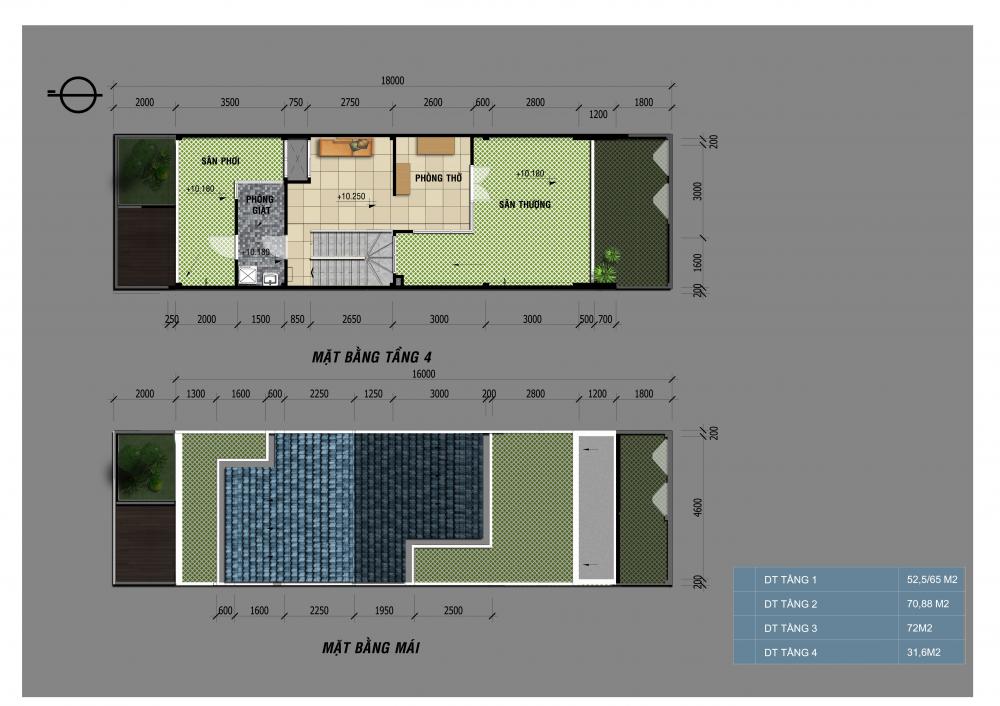 18000
2000 3500 750 2750 2600 600 2800 1200 1800
200
SÂN PHƠI
PHÒNG THỜ
+10.180
+10.180
PHÒNG GIẶT
+10.250
SÂN THƯỢNG
3000
+10.180
1600
200
250 2000 1500 850 2650 3000 3000 500 700
MẶT BẰNG TẦNG 4
16000
2000 1300 1600 600 2250 1250 3000 200 2800 1200 1800
200
4600
200
600 1600 2250 1950 2500
MẶT BẰNG MÁI
DT TẦNG 1 52,5/65 M2
DT TẦNG 2 70,88 M2
DT TẦNG 3 72M2
DT TẦNG 4 31,6M2